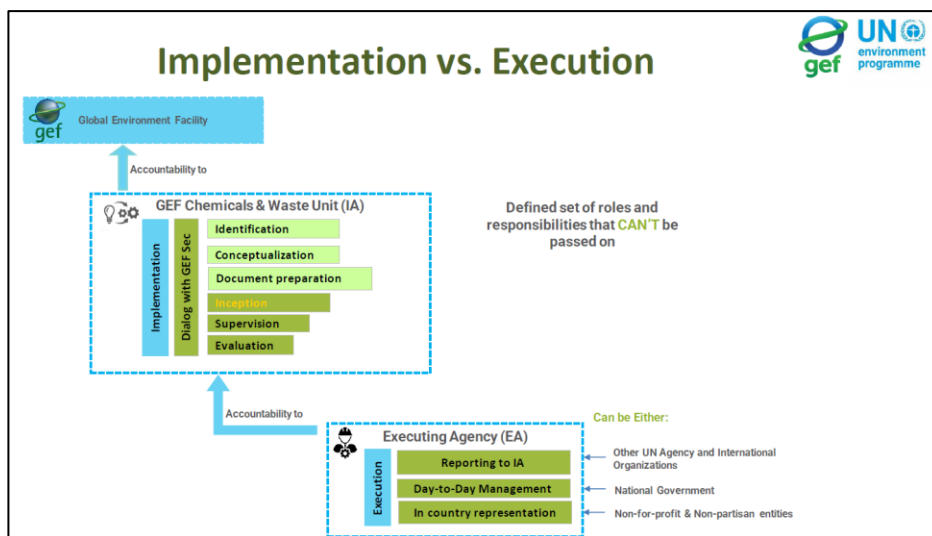 Implementation vs. Execution
gef
UN
environment
programme
gef
Global Environment Facility
Accountability to
GEF Chemicals & Waste Unit (IA)
Implementation
Dialog with GEF Sec
Identification
Conceptualization
Document preparation
Inception
Supervision
Evaluation
Defined set of roles and
responsibilities that CAN'T be
passed on
Accountability to
Executing Agency (EA)
Execution
Reporting to IA
Day-to-Day Management
In country representation
Can be Either:
Other UN Agency and International
Organizations
National Government
Non-for-profit & Non-partisan entities